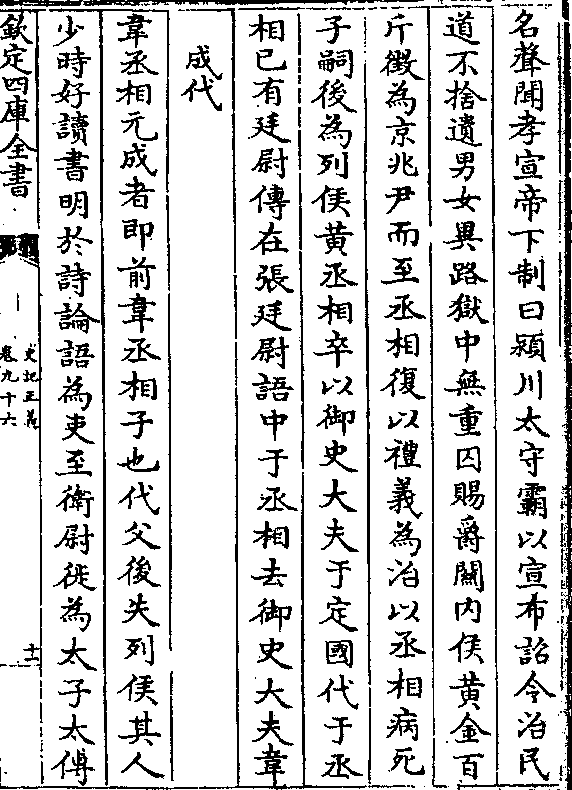 名聲聞孝宣帝下制曰潁川太守霸以宣布詔令治民
道不捨遺男女異路獄中無重囚賜爵關内侯黄金百
斤徴為京兆尹而至丞相復以禮義為治以丞相病死
子嗣後為列侯黄丞相卒以御史大夫于定國代于丞
相已有廷尉傳在張廷尉語中于丞相去御史大夫韋
成代
韋丞相元成者即前韋丞相子也代父後失列侯其人
少時好讀書明於詩論語為吏至衛尉徙為太子太傅
欽定四庫全書
史記正義
卷九十六
十一